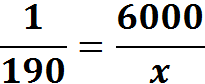 1/190 = 6000/x